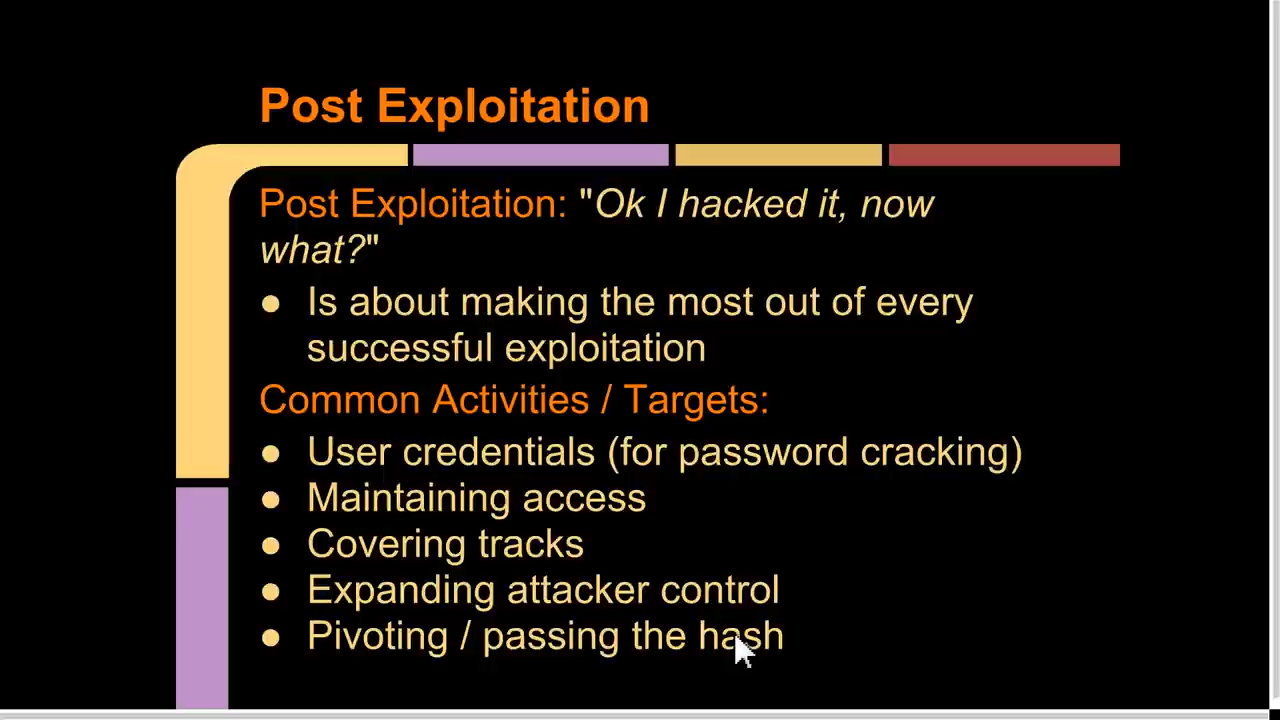 Post Exploitation
Post Exploitation: "Ok I hacked it, now
what?"
● Is about making the most out of every
successful exploitation
Common Activities / Targets:
● User credentials (for password cracking)
● Maintaining access
● Covering tracks
● Expanding attacker control
● Pivoting / passing the hash